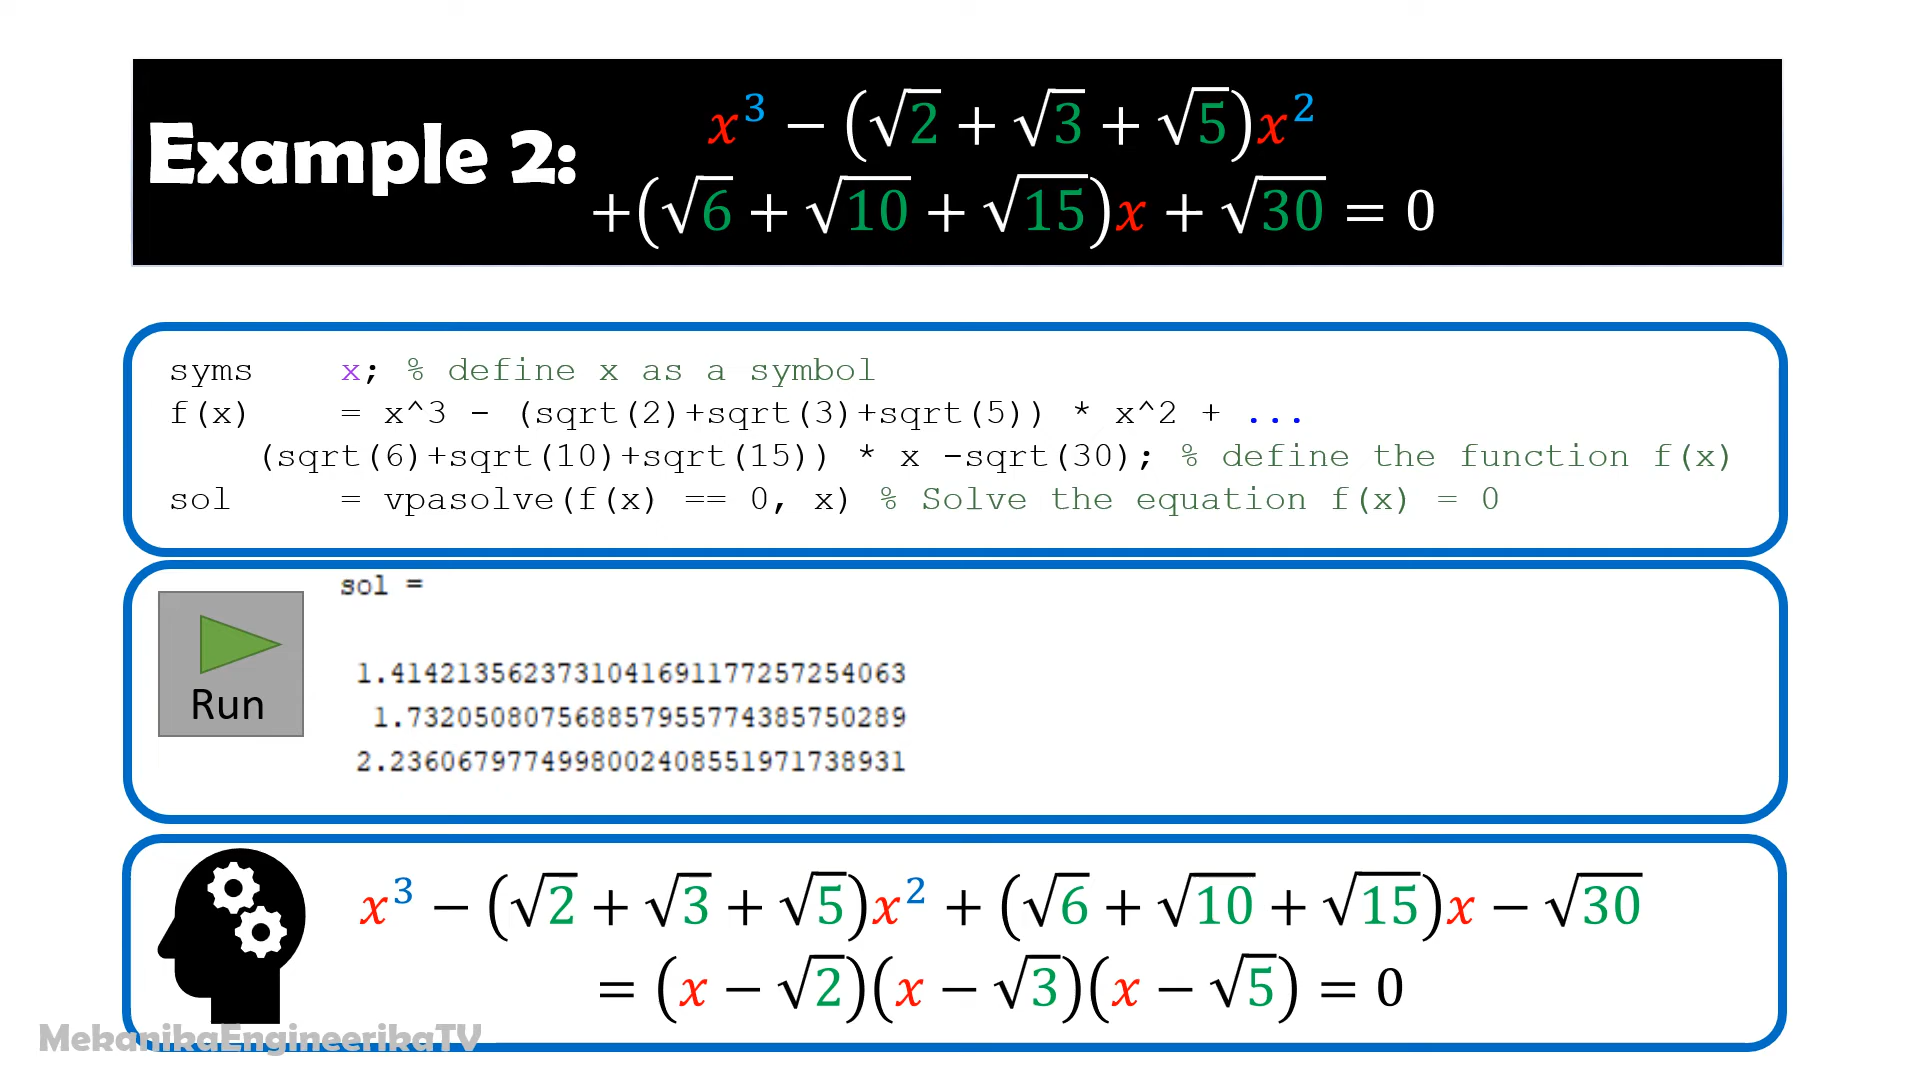 Example 2:
x³ − (√2 + √3 + √5)x²
+(√6 + √10 + √15)x + √30 = 0
syms x; % define x as a symbol
f(x) = x^3 - (sqrt(2)+sqrt(3)+sqrt(5)) * x^2 + ...
(sqrt(6)+sqrt(10)+sqrt(15)) * x -sqrt(30); % define the function f(x)
sol = vpasolve(f(x) == 0, x) % Solve the equation f(x) = 0
Run
sol =
1.4142135623731041691177257254063
1.732050807568857955774385750289
2.2360679774998002408551971738931
x³ − (√2 + √3 + √5)x² + (√6 + √10 + √15)x − √30
= (x − √2)(x − √3)(x − √5) = 0
MekanikaEngineerikaTV